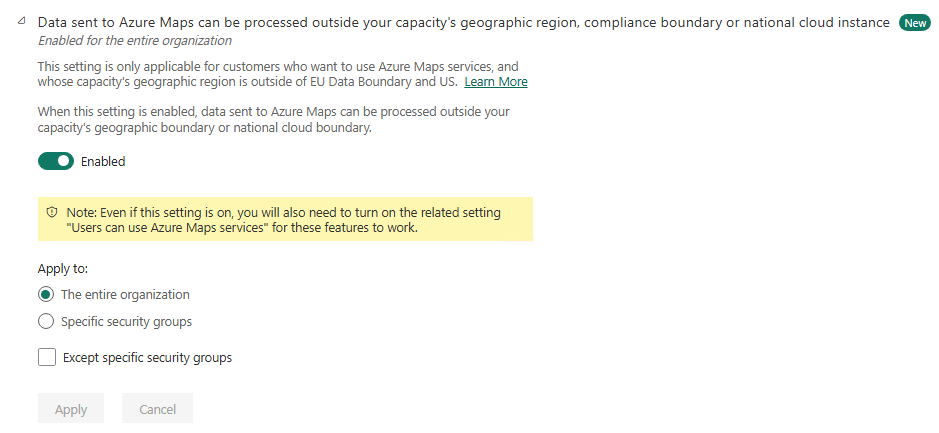 Data sent to Azure Maps can be processed outside your capacity's geographic region, compliance boundary or national cloud instance New
Enabled for the entire organization
This setting is only applicable for customers who want to use Azure Maps services, and
whose capacity's geographic region is outside of EU Data Boundary and US. Learn More
When this setting is enabled, data sent to Azure Maps can be processed outside your
capacity's geographic boundary or national cloud boundary.
Enabled
Note: Even if this setting is on, you will also need to turn on the related setting
"Users can use Azure Maps services" for these features to work.
Apply to:
The entire organization
Specific security groups
Except specific security groups
Apply Cancel